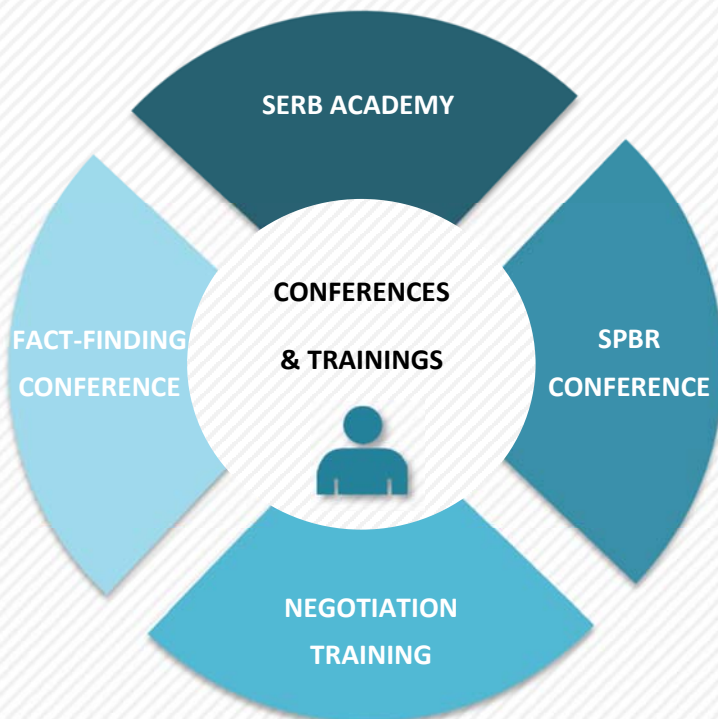 SERB ACADEMY
CONFERENCES
& TRAININGS
FACT-FINDING
CONFERENCE
SPBR
CONFERENCE
NEGOTIATION
TRAINING